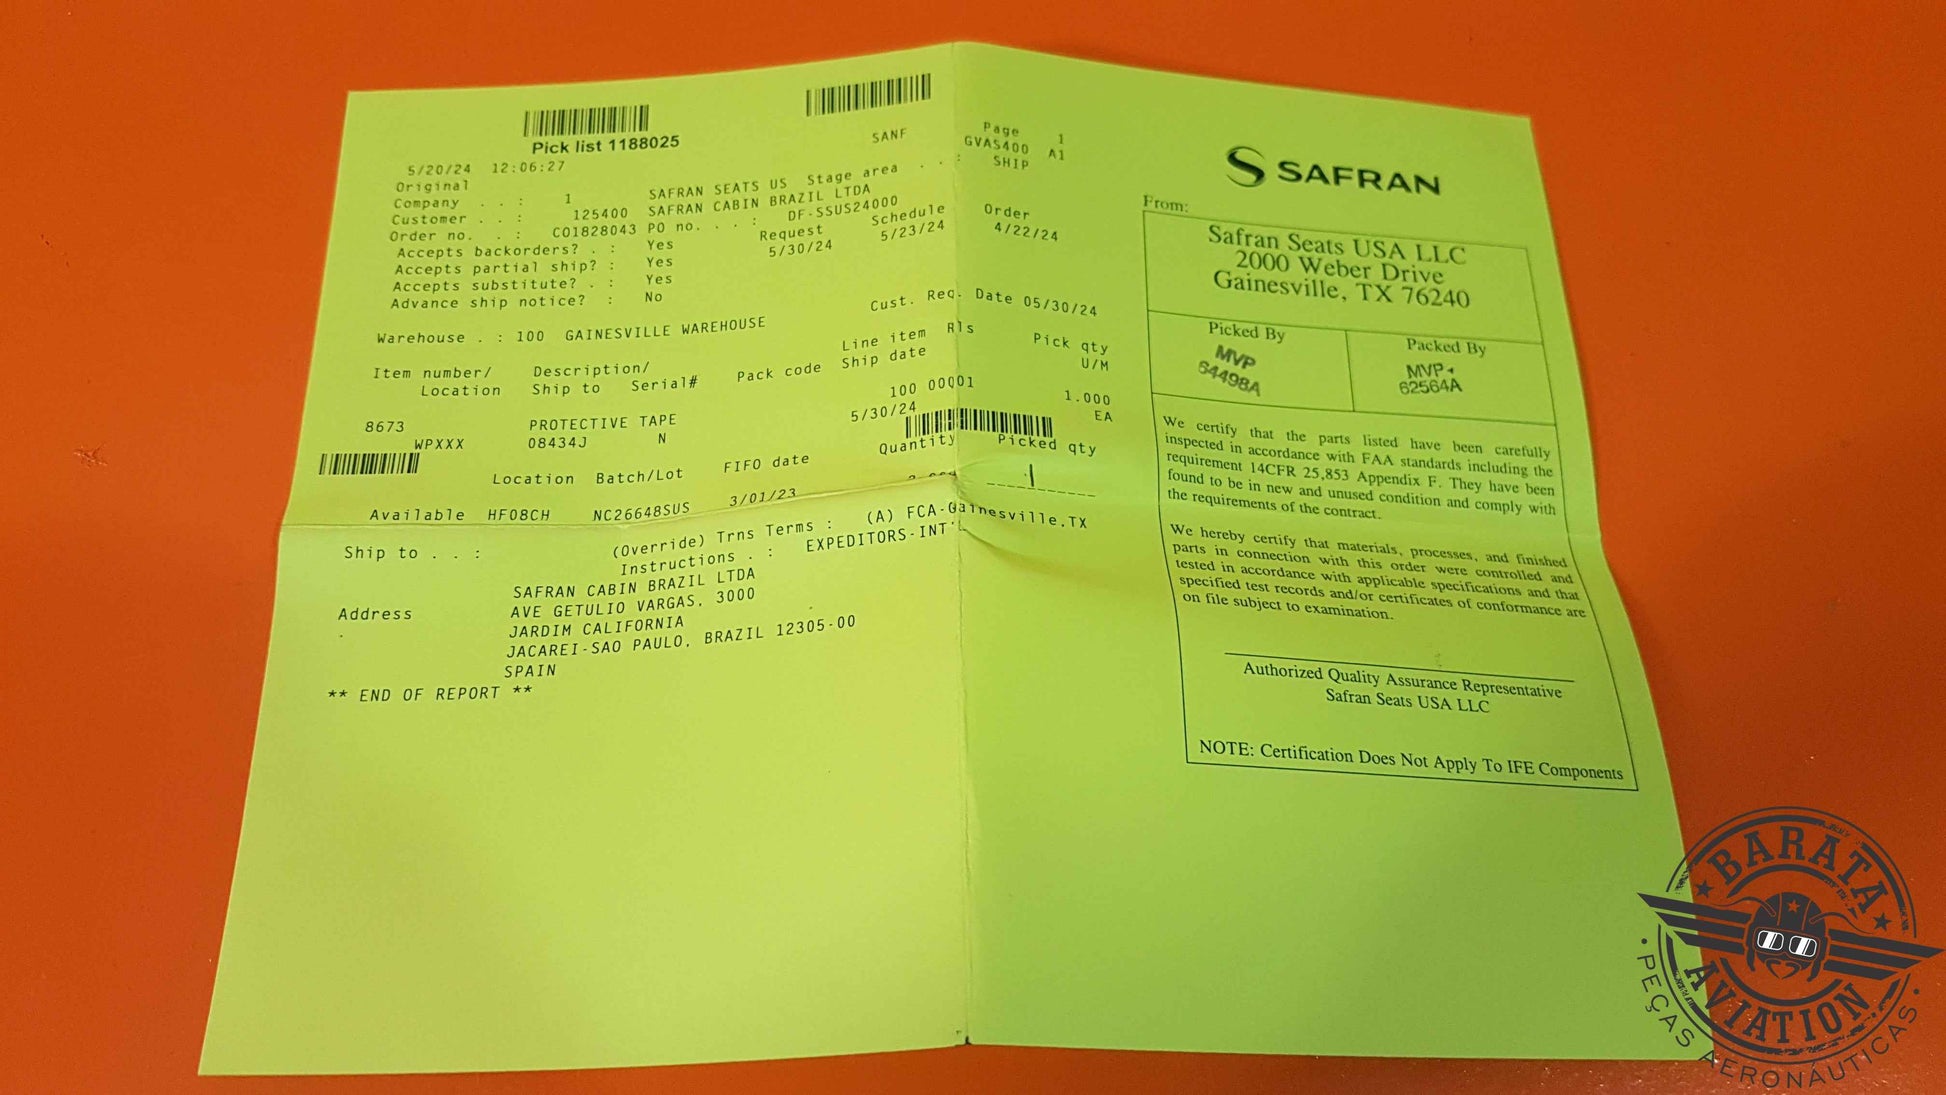 Pick list 1188025
SANF
Page 1
5/20/24 12:06:27
GVAS400 A1
Original
SHIP
Company . . : 1 SAFRAN SEATS US Stage area . . :
Customer . . : 125400 SAFRAN CABIN BRAZIL LTDA
Order no. . : CO1828043 PO no. . . : DF-SSUS24000
Accepts backorders? . : Yes Request Schedule Order
Accepts partial ship? : Yes 5/30/24 5/23/24 4/22/24
Accepts substitute? . : Yes
Advance ship notice? : No
Cust. Req. Date 05/30/24
Warehouse . : 100 GAINESVILLE WAREHOUSE
Item number/ Description/ Line item Rls Pick qty
Location Ship to Serial# Pack code Ship date U/M
8673 PROTECTIVE TAPE 100 00001 1.000
WPXXX 08434J N 5/30/24 EA
Location Batch/Lot FIFO date Quantity Picked qty
Available HF08CH NC26648SUS 3/01/23 1
Ship to . . : (Override) Trns Terms : (A) FCA-Gainesville,TX
Instructions . : EXPEDITORS-INT'L
SAFRAN CABIN BRAZIL LTDA
Address AVE GETULIO VARGAS, 3000
JARDIM CALIFORNIA
JACAREI-SAO PAULO, BRAZIL 12305-00
SPAIN
** END OF REPORT **
SAFRAN
From:
Safran Seats USA LLC
2000 Weber Drive
Gainesville, TX 76240
Picked By Packed By
MVP MVP
64498A 62564A
We certify that the parts listed have been carefully
inspected in accordance with FAA standards including the
requirement 14CFR 25,853 Appendix F. They have been
found to be in new and unused condition and comply with
the requirements of the contract.
We hereby certify that materials, processes, and finished
parts in connection with this order were controlled and
tested in accordance with applicable specifications and that
specified test records and/or certificates of conformance are
on file subject to examination.
Authorized Quality Assurance Representative
Safran Seats USA LLC
NOTE: Certification Does Not Apply To IFE Components
BARATA
AVIATION
PEÇAS AERONÁUTICAS